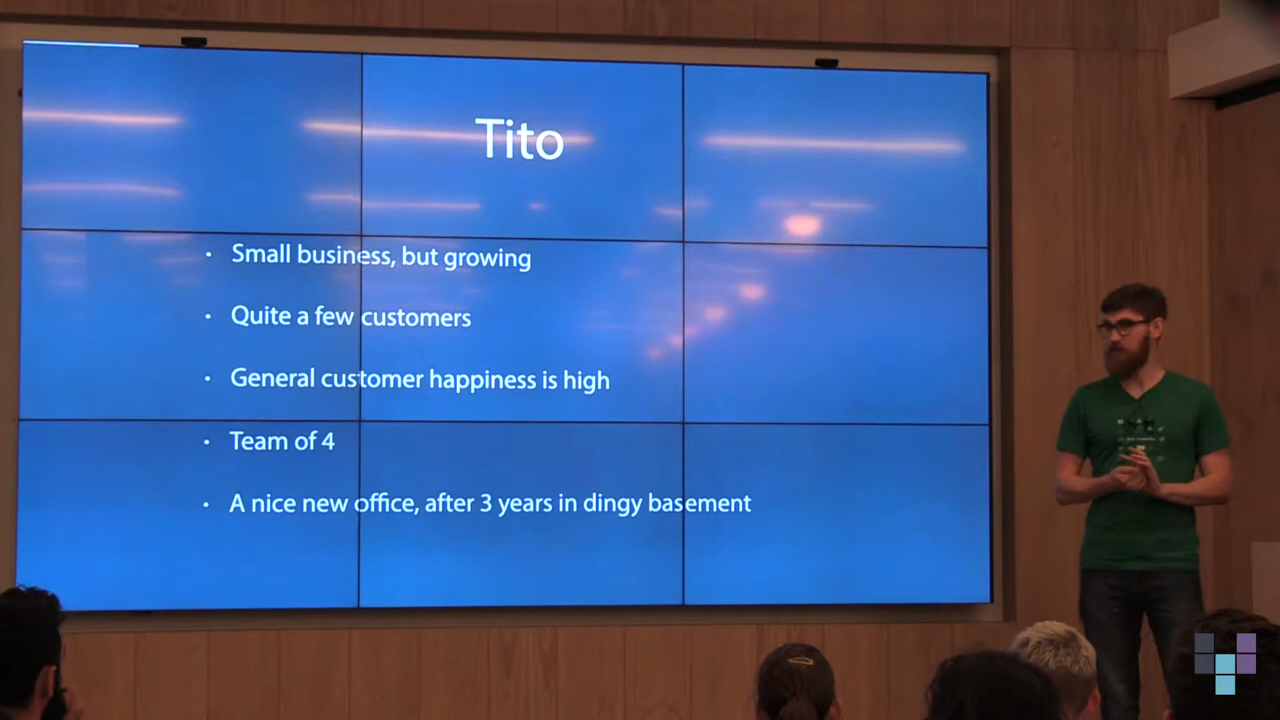 Tito
· Small business, but growing
· Quite a few customers
· General customer happiness is high
· Team of 4
· A nice new office, after 3 years in dingy basement